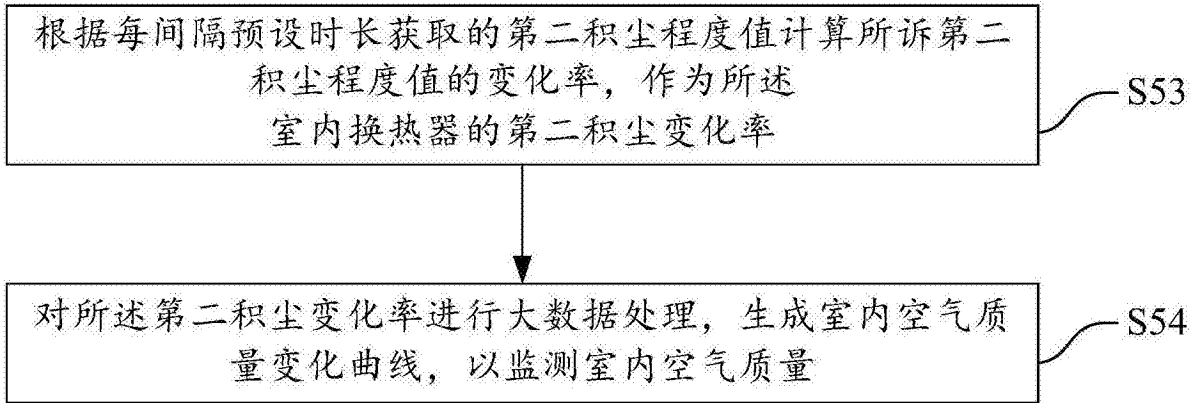 根据每间隔预设时长获取的第二积尘程度值计算所诉第二
积尘程度值的变化率，作为所述
室内换热器的第二积尘变化率
S53
对所述第二积尘变化率进行大数据处理，生成室内空气质
量变化曲线，以监测室内空气质量
S54